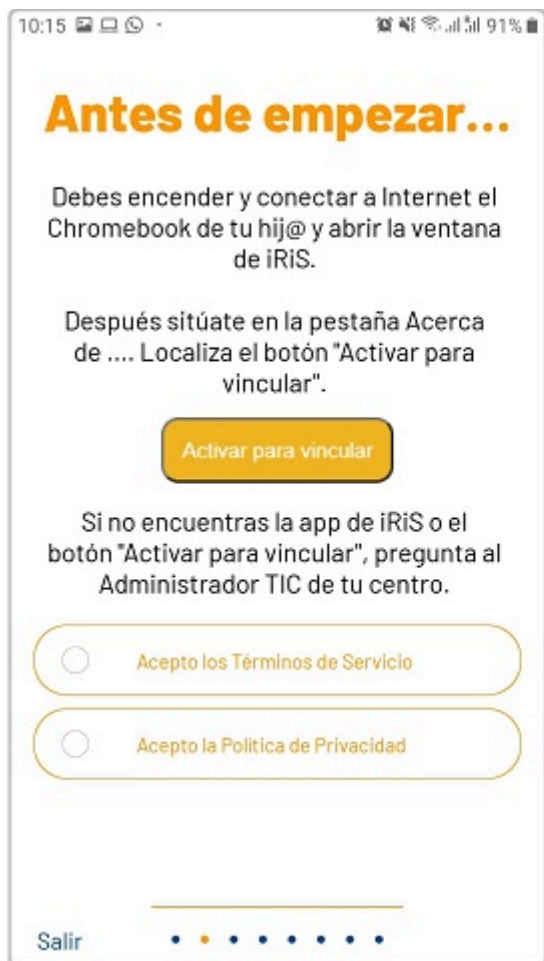 10:15
91%
Antes de empezar...
Debes encender y conectar a Internet el
Chromebook de tu hij@ y abrir la ventana
de iRiS.
Después sitúate en la pestaña Acerca
de .... Localiza el botón "Activar para
vincular".
Activar para vincular
Si no encuentras la app de iRiS o el
botón "Activar para vincular", pregunta al
Administrador TIC de tu centro.
Acepto los Términos de Servicio
Acepto la Política de Privacidad
Salir